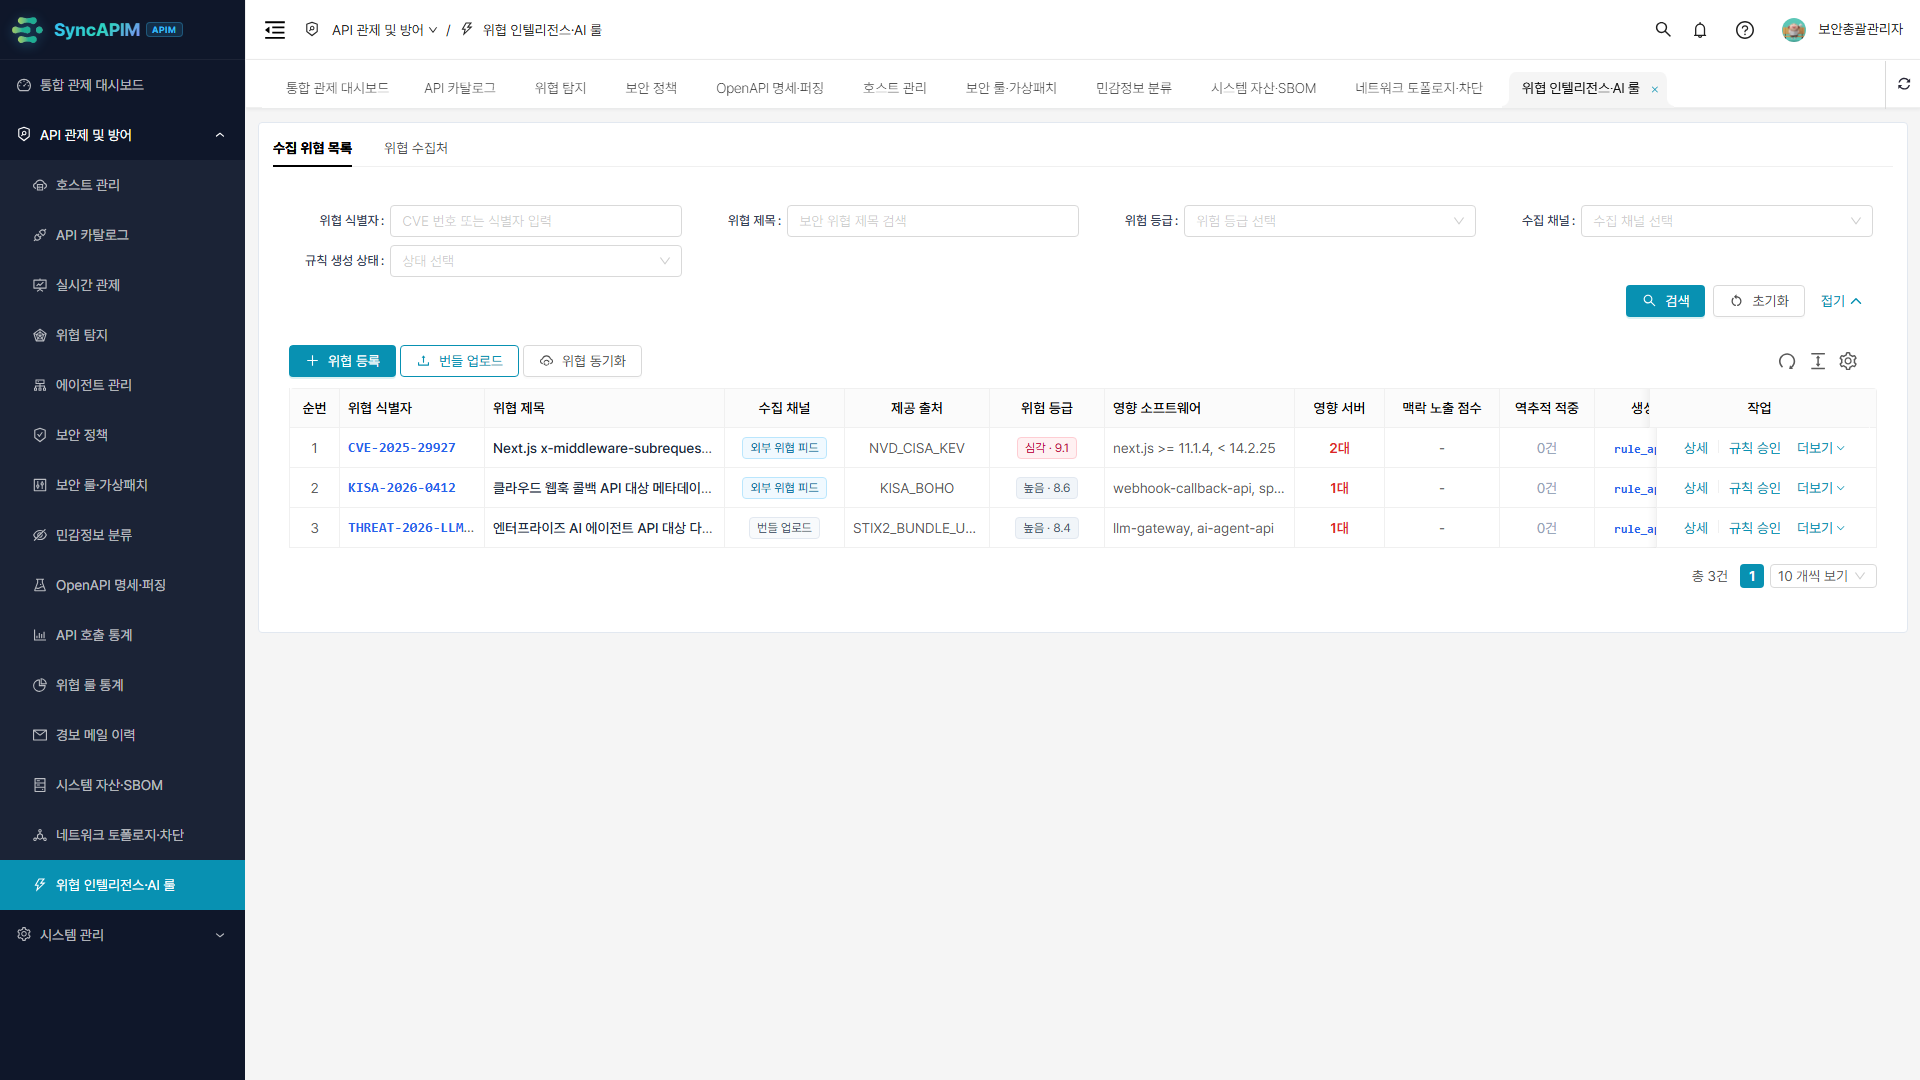 SyncAPIM APIM
통합 관제 대시보드
API 관제 및 방어
호스트 관리
API 카탈로그
실시간 관제
위협 탐지
에이전트 관리
보안 정책
보안 룰·가상패치
민감정보 분류
OpenAPI 명세·퍼징
API 호출 통계
위협 룰 통계
경보 메일 이력
시스템 자산·SBOM
네트워크 토폴로지·차단
위협 인텔리전스·AI 룰
시스템 관리
API 관제 및 방어 / 위협 인텔리전스·AI 룰
보안총괄관리자
통합 관제 대시보드 API 카탈로그 위협 탐지 보안 정책 OpenAPI 명세·퍼징 호스트 관리 보안 룰·가상패치 민감정보 분류 시스템 자산·SBOM 네트워크 토폴로지·차단 위협 인텔리전스·AI 룰 ×
수집 위협 목록 위협 수집처
위협 식별자 : CVE 번호 또는 식별자 입력 위협 제목 : 보안 위협 제목 검색 위험 등급 : 위험 등급 선택 수집 채널 : 수집 채널 선택
규칙 생성 상태 : 상태 선택
검색 초기화 접기
위협 등록 번들 업로드 위협 동기화
순번 위협 식별자 위협 제목 수집 채널 제공 출처 위험 등급 영향 소프트웨어 영향 서버 맥락 노출 점수 역추적 적중 생성 작업
1 CVE-2025-29927 Next.js x-middleware-subreques... 외부 위협 피드 NVD_CISA_KEV 심각 · 9.1 next.js >= 11.1.4, < 14.2.25 2대 - 0건 rule_ap 상세 규칙 승인 더보기
2 KISA-2026-0412 클라우드 웹훅 콜백 API 대상 메타데이... 외부 위협 피드 KISA_BOHO 높음 · 8.6 webhook-callback-api, sp... 1대 - 0건 rule_ap 상세 규칙 승인 더보기
3 THREAT-2026-LLM... 엔터프라이즈 AI 에이전트 API 대상 다... 번들 업로드 STIX2_BUNDLE_U... 높음 · 8.4 llm-gateway, ai-agent-api 1대 - 0건 rule_ap 상세 규칙 승인 더보기
총 3건 1 10 개씩 보기